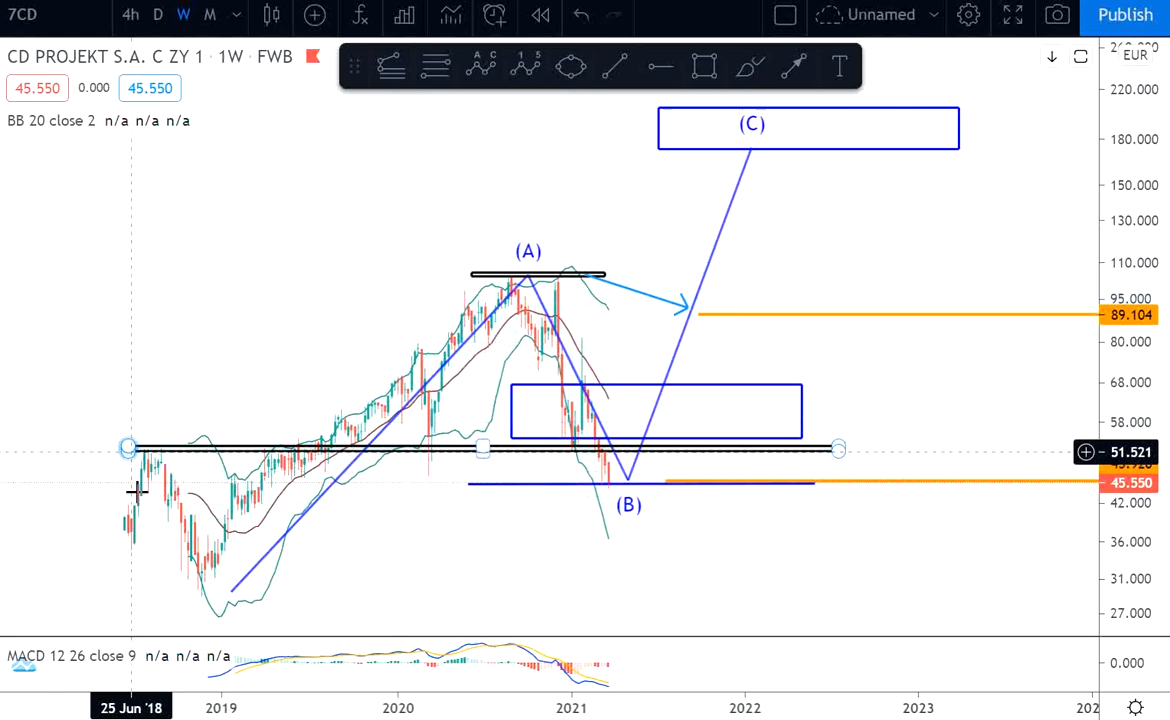 7CD 4h D W M Unnamed Publish
CD PROJEKT S.A. C ZY 1 · 1W · FWB
EUR
45.550 0.000 45.550
BB 20 close 2 n/a n/a n/a
A C
1 5
T
(C)
(A)
(B)
220.000
180.000
150.000
130.000
110.000
95.000
89.104
80.000
68.000
58.000
51.521
45.550
42.000
36.000
31.000
27.000
MACD 12 26 close 9 n/a n/a n/a
0.000
25 Jun '18 2019 2020 2021 2022 2023